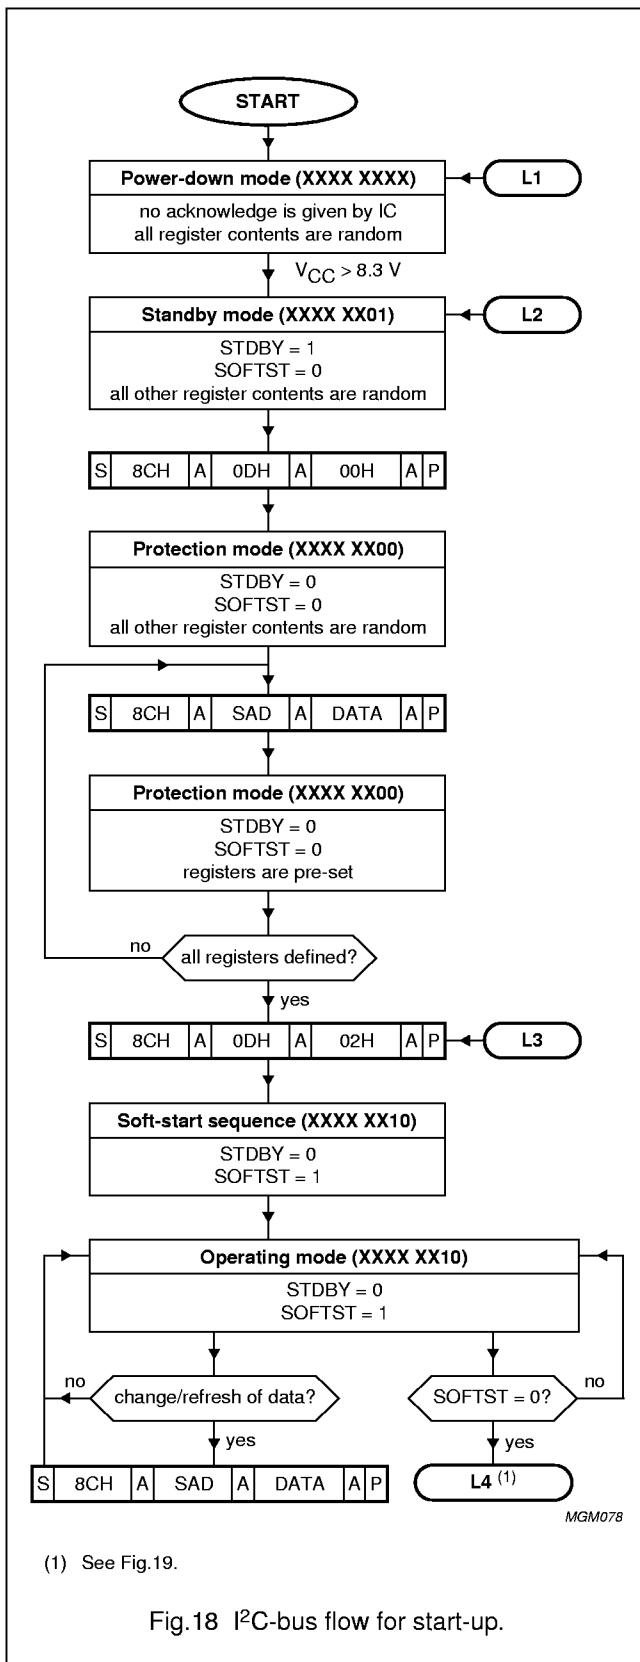 START
Power-down mode (XXXX XXXX)
L1
no acknowledge is given by IC
all register contents are random
VCC > 8.3 V
Standby mode (XXXX XX01)
L2
STDBY = 1
SOFTST = 0
all other register contents are random
S 8CH A 0DH A 00H A P
Protection mode (XXXX XX00)
STDBY = 0
SOFTST = 0
all other register contents are random
S 8CH A SAD A DATA A P
Protection mode (XXXX XX00)
STDBY = 0
SOFTST = 0
registers are pre-set
no
all registers defined?
yes
S 8CH A 0DH A 02H A P
L3
Soft-start sequence (XXXX XX10)
STDBY = 0
SOFTST = 1
Operating mode (XXXX XX10)
STDBY = 0
SOFTST = 1
no
change/refresh of data?
SOFTST = 0?
no
yes
yes
S 8CH A SAD A DATA A P
L4 (1)
MGM078
(1) See Fig.19.
Fig.18 I²C-bus flow for start-up.